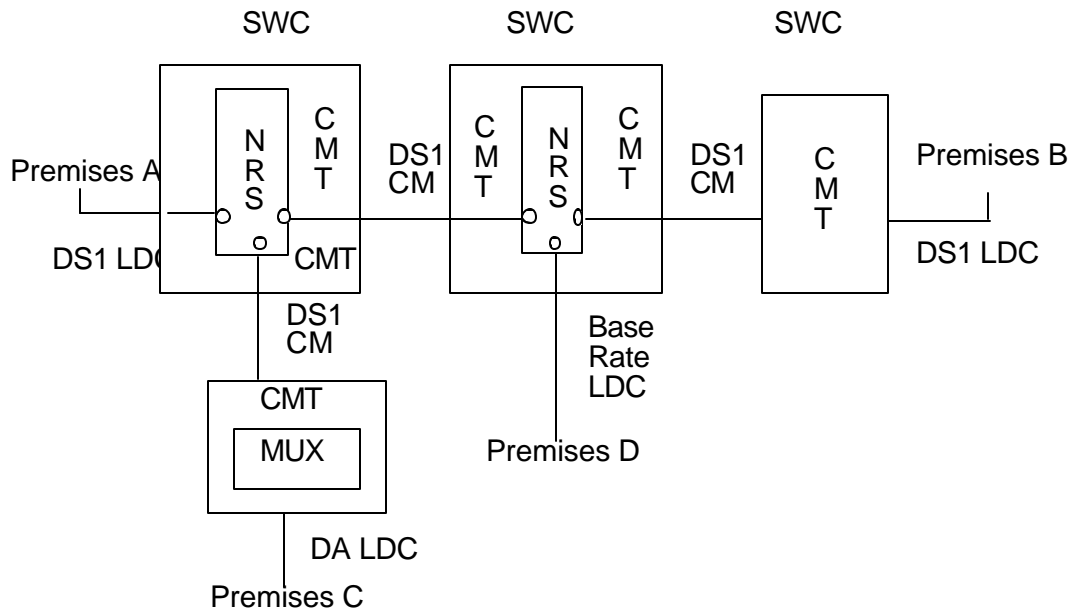 SWC
SWC
SWC
NRS
CMT
CMT
NRS
CMT
CMT
Premises A
DS1
CM
DS1
CM
Premises B
DS1 LDC
CMT
DS1 LDC
DS1
CM
Base
Rate
LDC
CMT
MUX
Premises D
DA LDC
Premises C